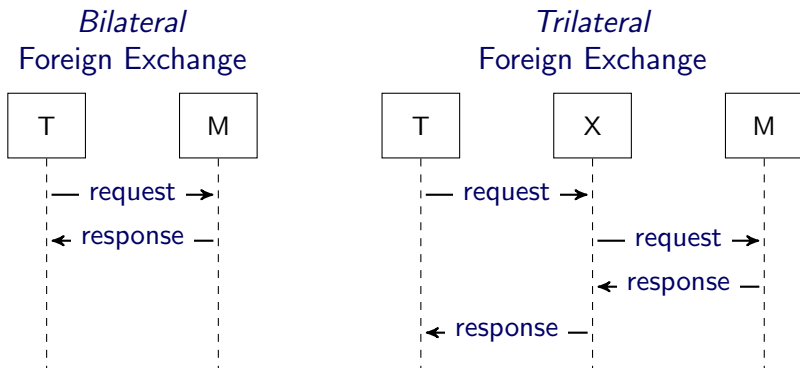 Bilateral
Foreign Exchange
T M
request
response
Trilateral
Foreign Exchange
T X M
request
request
response
response